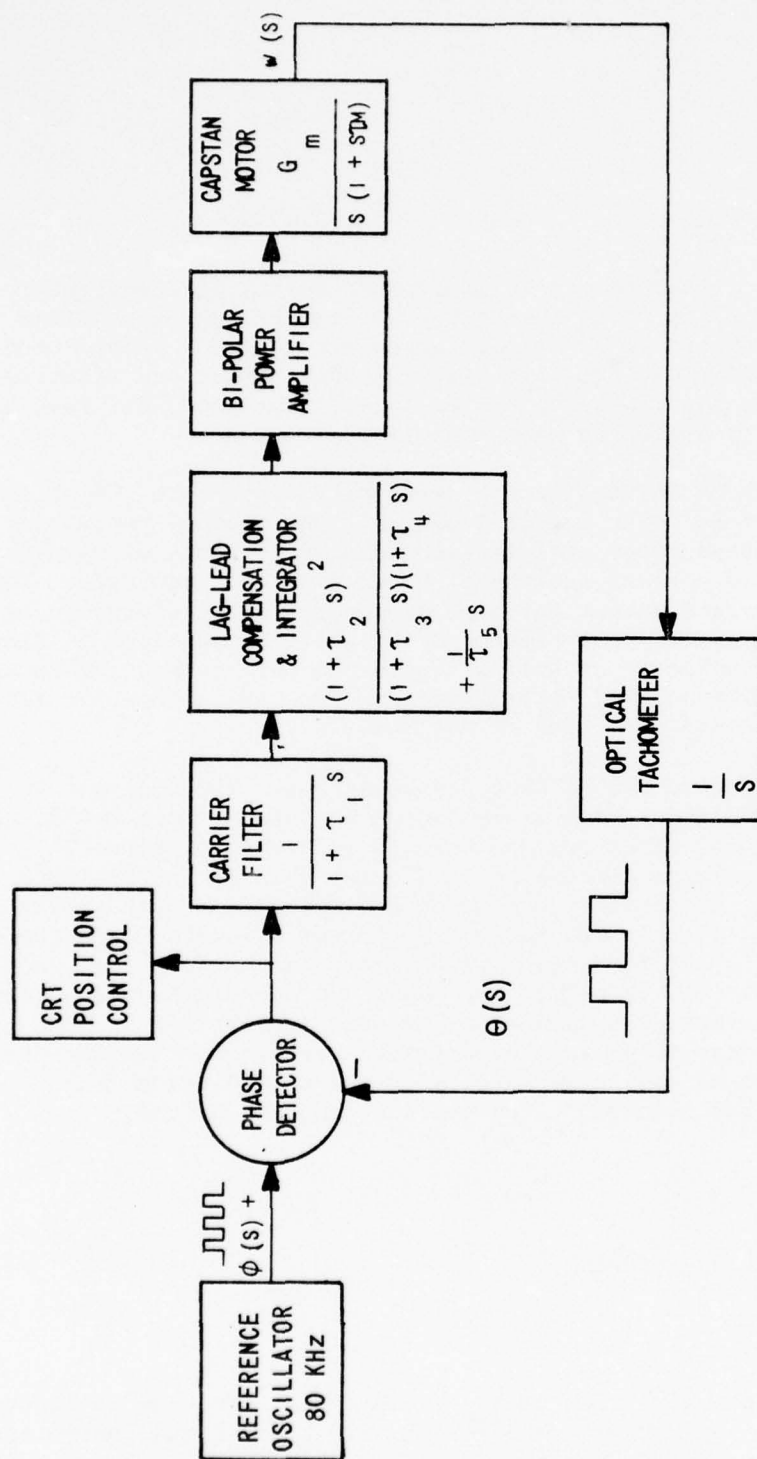 REFERENCE
OSCILLATOR
80 KHz
ϕ (S) +
PHASE
DETECTOR
−
CRT
POSITION
CONTROL
CARRIER
FILTER
1
1 + τ1 S
LAG-LEAD
COMPENSATION
& INTEGRATOR
(1 + τ2 S)²
(1 + τ3 S)(1+ τ4 S)
+ 1
τ5 S
BI-POLAR
POWER
AMPLIFIER
CAPSTAN
MOTOR
Gm
S (1 + SτM)
w (S)
OPTICAL
TACHOMETER
1
S
θ(S)